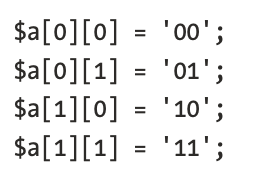 $a[0][0] = '00';
$a[0][1] = '01';
$a[1][0] = '10';
$a[1][1] = '11';